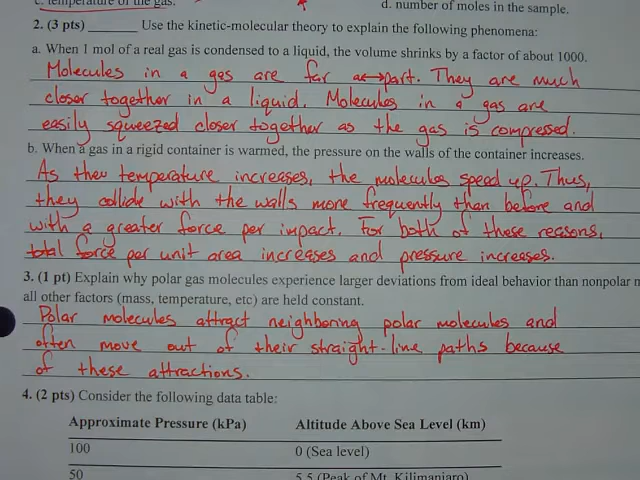 c. temperature of the gas.
d. number of moles in the sample.
2. (3 pts) ______ Use the kinetic-molecular theory to explain the following phenomena:
a. When 1 mol of a real gas is condensed to a liquid, the volume shrinks by a factor of about 1000.
Molecules in a gas are far a↔part. They are much
closer together in a liquid. Molecules in a gas are
easily squeezed closer together as the gas is compressed.
b. When a gas in a rigid container is warmed, the pressure on the walls of the container increases.
As the temperature increases, the molecules speed up. Thus,
they collide with the walls more frequently than before and
with a greater force per impact. For both of these reasons,
total force per unit area increases and pressure increases.
3. (1 pt) Explain why polar gas molecules experience larger deviations from ideal behavior than nonpolar
all other factors (mass, temperature, etc) are held constant.
Polar molecules attract neighboring polar molecules and
often move out of their straight-line paths because
of these attractions.
4. (2 pts) Consider the following data table:
Approximate Pressure (kPa) Altitude Above Sea Level (km)
100 0 (Sea level)
50 5.5 (Peak of Mt. Kilimanjaro)